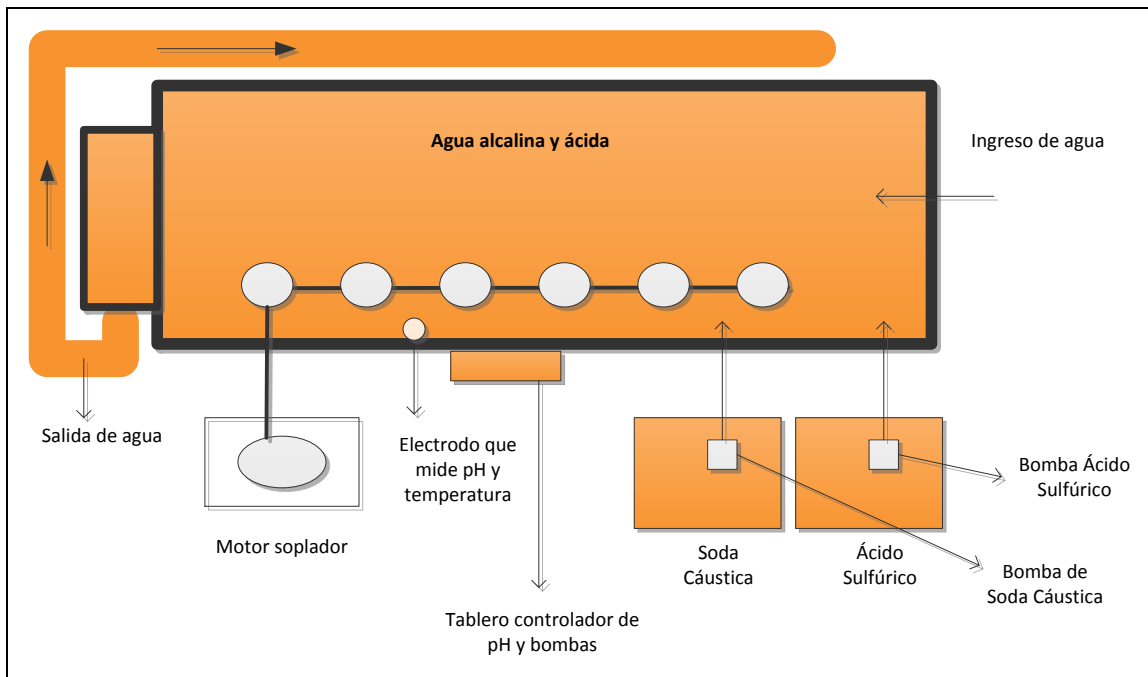 Agua alcalina y ácida
Ingreso de agua
Salida de agua
Motor soplador
Electrodo que
mide pH y
temperatura
Tablero controlador de
pH y bombas
Soda
Cáustica
Ácido
Sulfúrico
Bomba Ácido
Sulfúrico
Bomba de
Soda Cáustica